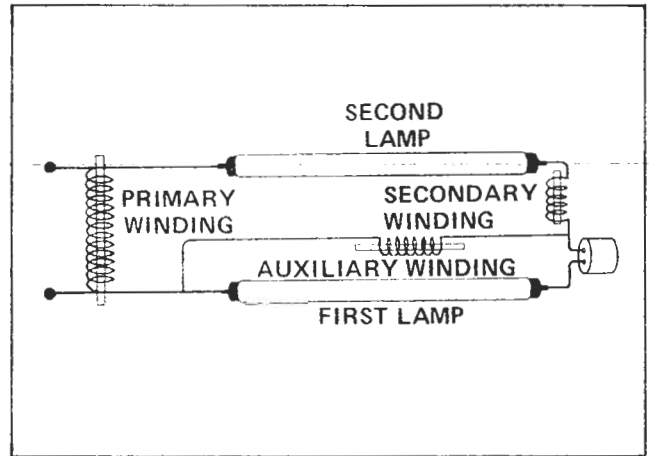 SECOND
LAMP
PRIMARY
WINDING
SECONDARY
WINDING
AUXILIARY WINDING
FIRST LAMP